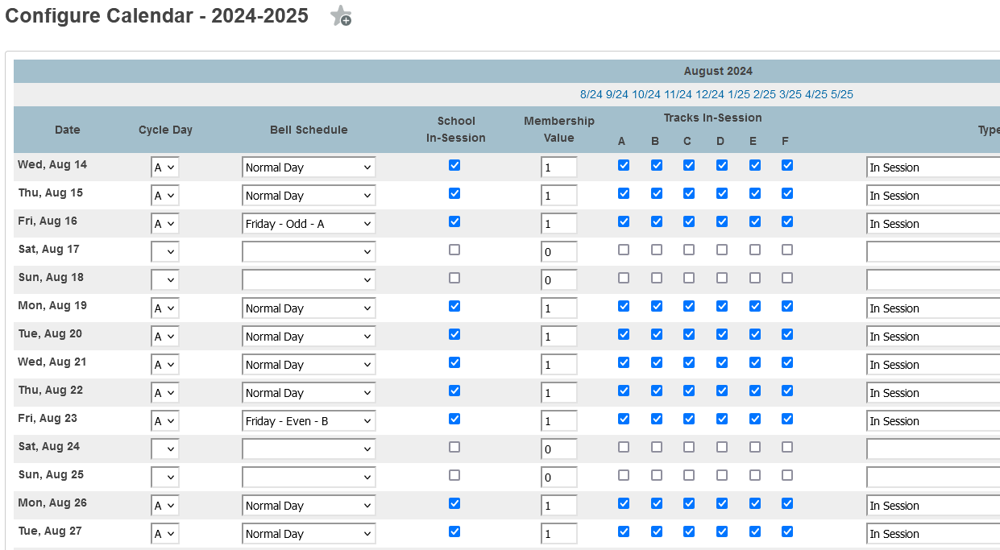 Configure Calendar - 2024-2025
August 2024
8/24 9/24 10/24 11/24 12/24 1/25 2/25 3/25 4/25 5/25
Date Cycle Day Bell Schedule School In-Session Membership Value Tracks In-Session Type
A B C D E F
Wed, Aug 14 A Normal Day 1 In Session
Thu, Aug 15 A Normal Day 1 In Session
Fri, Aug 16 A Friday - Odd - A 1 In Session
Sat, Aug 17 0
Sun, Aug 18 0
Mon, Aug 19 A Normal Day 1 In Session
Tue, Aug 20 A Normal Day 1 In Session
Wed, Aug 21 A Normal Day 1 In Session
Thu, Aug 22 A Normal Day 1 In Session
Fri, Aug 23 A Friday - Even - B 1 In Session
Sat, Aug 24 0
Sun, Aug 25 0
Mon, Aug 26 A Normal Day 1 In Session
Tue, Aug 27 A Normal Day 1 In Session